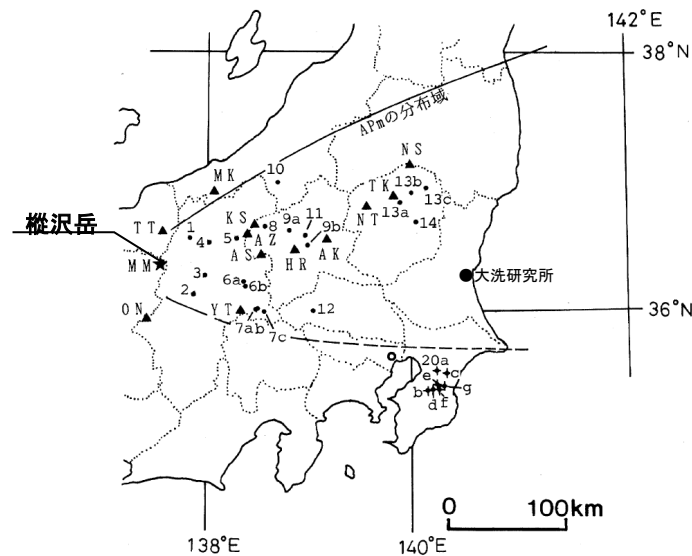 142°E
38°N
APmの分布域
NS
MK
10
TK
13b
13c
13a
NT
14
樅沢岳
TT
1
4
KS
5
8
AZ
9a
11
9b
AS
HR
AK
MM
3
大洗研究所
2
6a
6b
ON
YT
7ab
7c
12
36°N
20a
e
c
b
d
f
g
0
100km
138°E
140°E